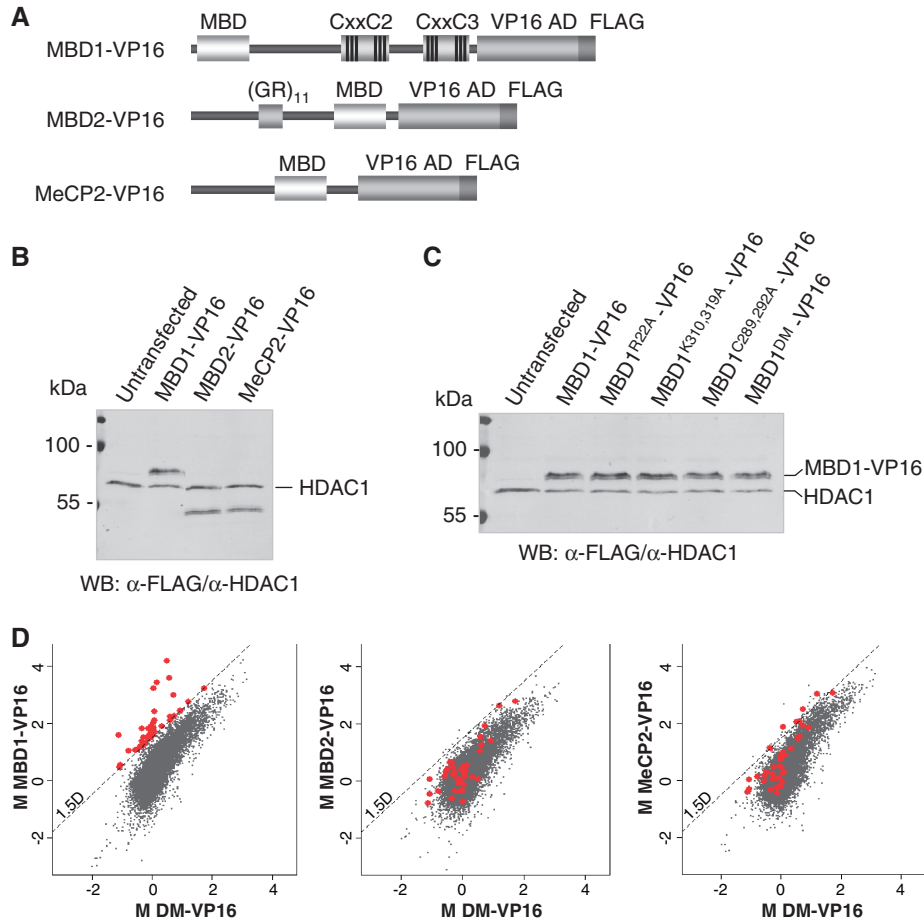 A
MBD CxxC2 CxxC3 VP16 AD FLAG
MBD1-VP16
(GR)11 MBD VP16 AD FLAG
MBD2-VP16
MBD VP16 AD FLAG
MeCP2-VP16
B
kDa
Untransfected
MBD1-VP16
MBD2-VP16
MeCP2-VP16
100 -
HDAC1
55 -
WB: α-FLAG/α-HDAC1
C
kDa
Untransfected
MBD1-VP16
MBD1R22A-VP16
MBD1K310,319A-VP16
MBD1C289,292A-VP16
MBD1DM-VP16
100 -
MBD1-VP16
HDAC1
55 -
WB: α-FLAG/α-HDAC1
D
M MBD1-VP16
4
2
0
-2
1.5D
-2 0 2 4
M DM-VP16
M MBD2-VP16
4
2
0
-2
1.5D
-2 0 2 4
M DM-VP16
M MeCP2-VP16
4
2
0
-2
1.5D
-2 0 2 4
M DM-VP16